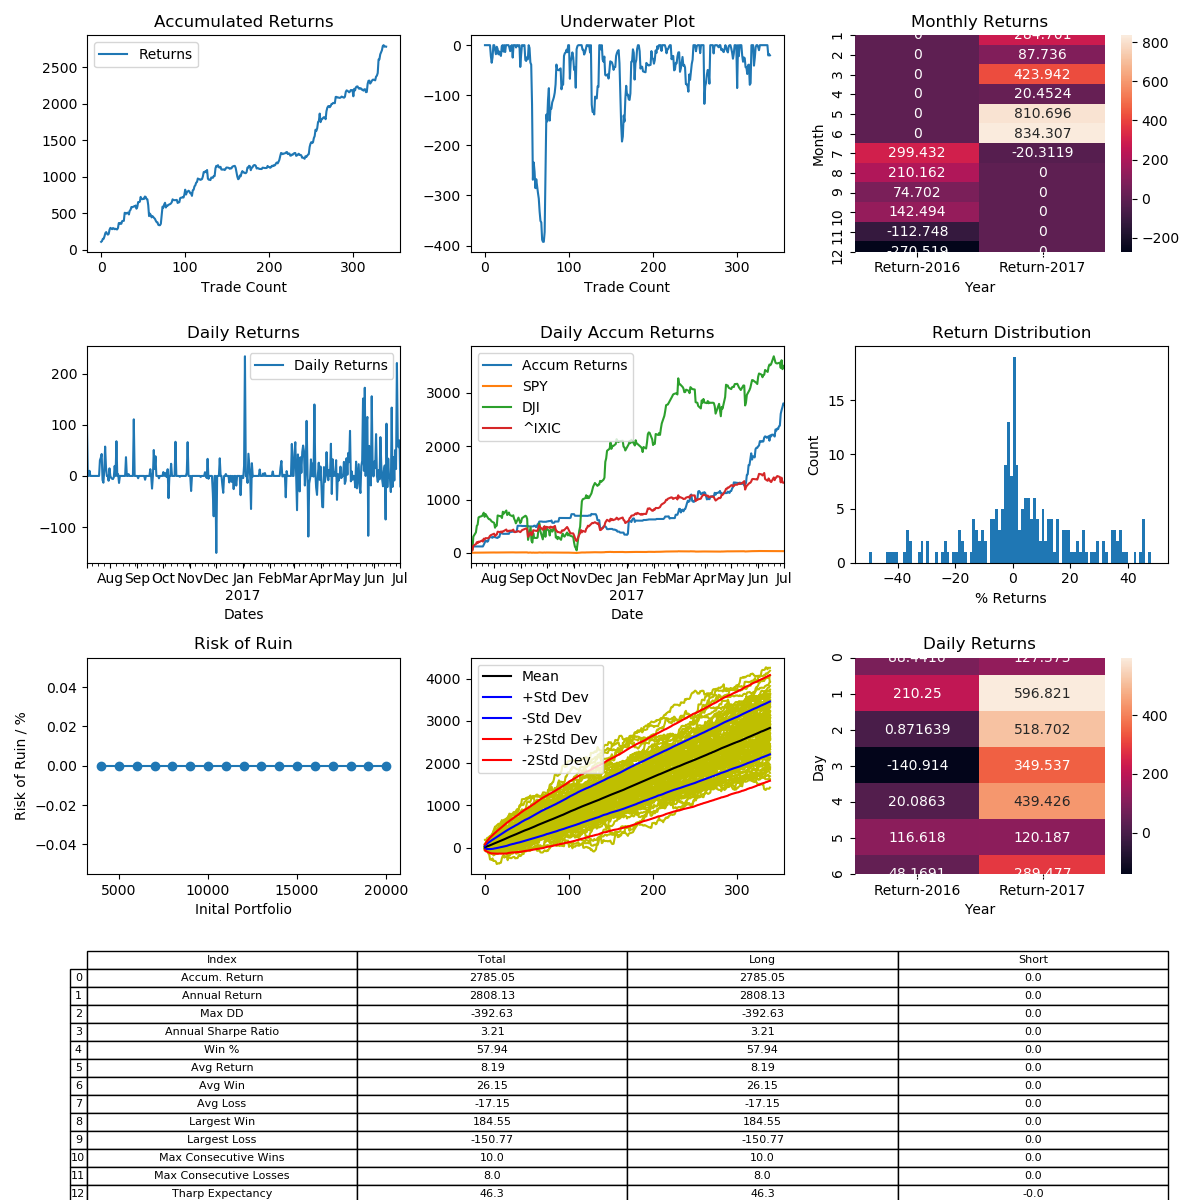 Accumulated Returns
Returns
2500
2000
1500
1000
500
0
0 100 200 300
Trade Count
Underwater Plot
0
−100
−200
−300
−400
0 100 200 300
Trade Count
Monthly Returns
Month
1 0 284.761
2 0 87.736
3 0 423.942
4 0 20.4524
5 0 810.696
6 0 834.307
7 299.432 -20.3119
8 210.162 0
9 74.702 0
10 142.494 0
11 -112.748 0
12 -270.519 0
Return-2016 Return-2017
Year
800
600
400
200
0
−200
Daily Returns
Daily Returns
200
100
0
−100
Aug Sep Oct Nov Dec Jan Feb Mar Apr May Jun Jul
2017
Dates
Daily Accum Returns
Accum Returns
SPY
DJI
^IXIC
3000
2000
1000
0
Aug Sep Oct Nov Dec Jan Feb Mar Apr May Jun Jul
2017
Date
Return Distribution
Count
15
10
5
0
−40 −20 0 20 40
% Returns
Risk of Ruin
Risk of Ruin / %
0.04
0.02
0.00
−0.02
−0.04
5000 10000 15000 20000
Inital Portfolio
Mean
+Std Dev
-Std Dev
+2Std Dev
-2Std Dev
4000
3000
2000
1000
0
0 100 200 300
Daily Returns
Day
0
1 210.25 596.821
2 0.871639 518.702
3 -140.914 349.537
4 20.0863 439.426
5 116.618 120.187
6 48.1691 289.477
Return-2016 Return-2017
Year
400
200
0
Index Total Long Short
0 Accum. Return 2785.05 2785.05 0.0
1 Annual Return 2808.13 2808.13 0.0
2 Max DD -392.63 -392.63 0.0
3 Annual Sharpe Ratio 3.21 3.21 0.0
4 Win % 57.94 57.94 0.0
5 Avg Return 8.19 8.19 0.0
6 Avg Win 26.15 26.15 0.0
7 Avg Loss -17.15 -17.15 0.0
8 Largest Win 184.55 184.55 0.0
9 Largest Loss -150.77 -150.77 0.0
10 Max Consecutive Wins 10.0 10.0 0.0
11 Max Consecutive Losses 8.0 8.0 0.0
12 Tharp Expectancy 46.3 46.3 -0.0